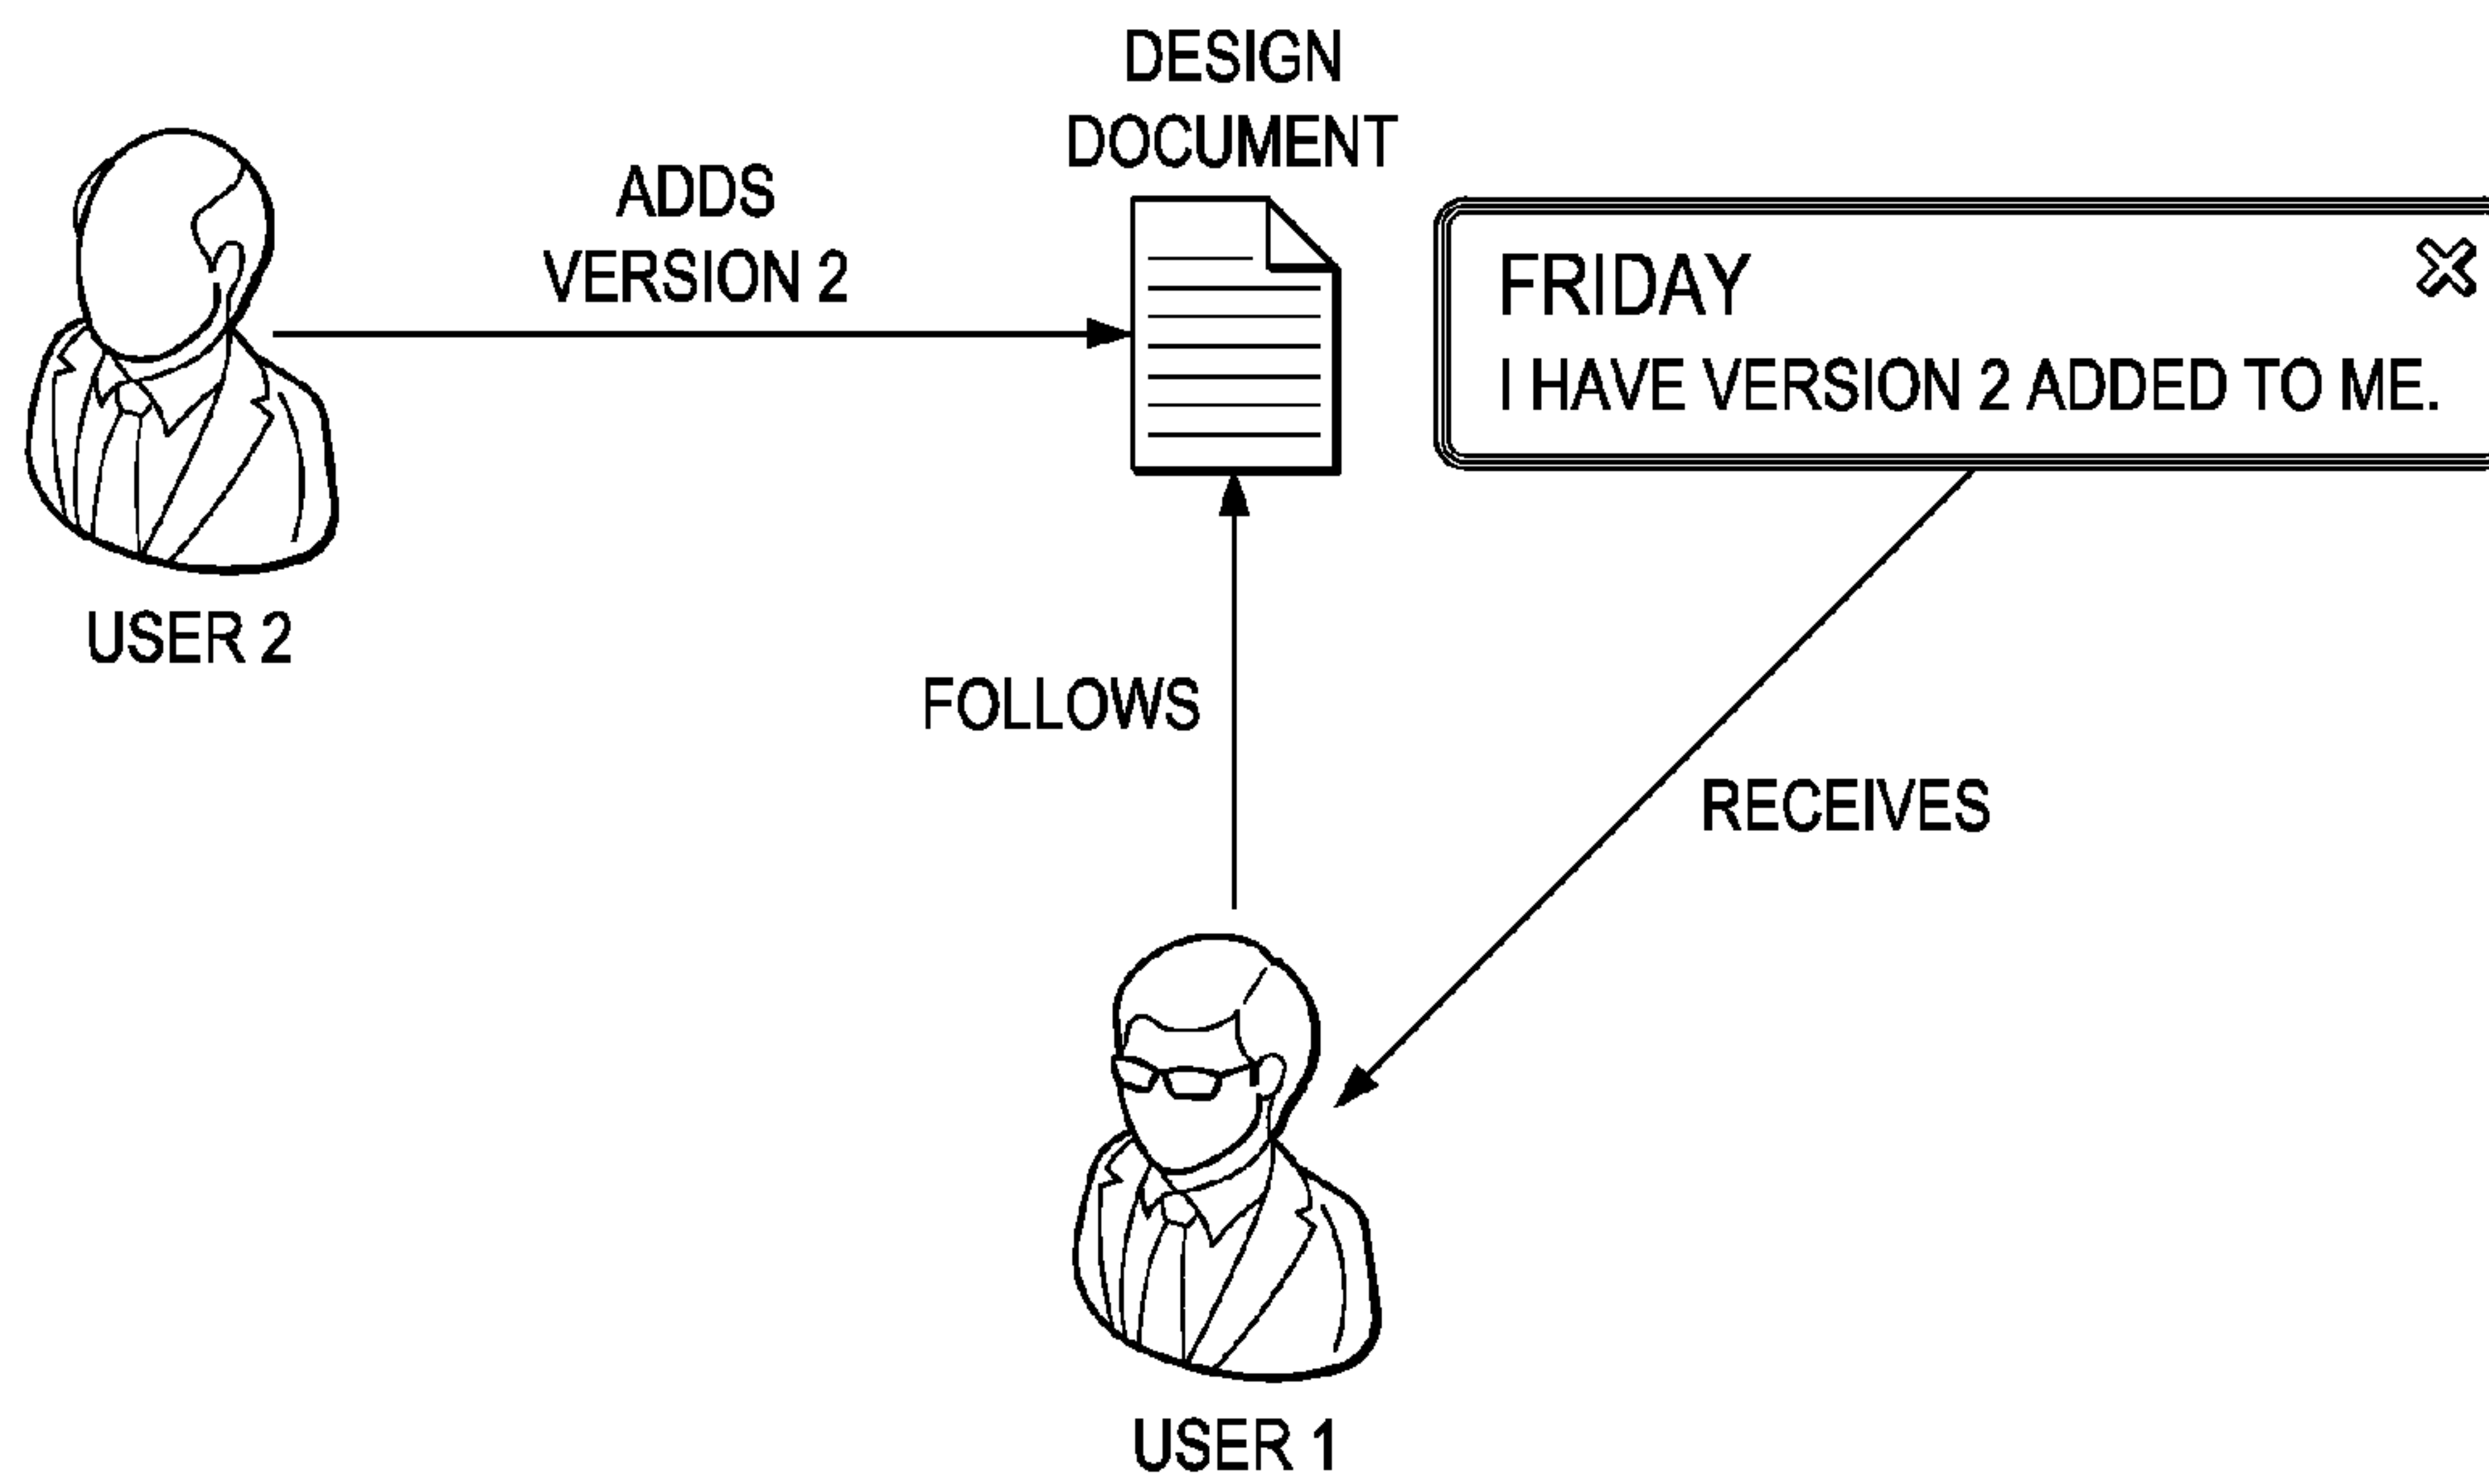 DESIGN
DOCUMENT
ADDS
VERSION 2
FRIDAY
I HAVE VERSION 2 ADDED TO ME.
USER 2
FOLLOWS
RECEIVES
USER 1